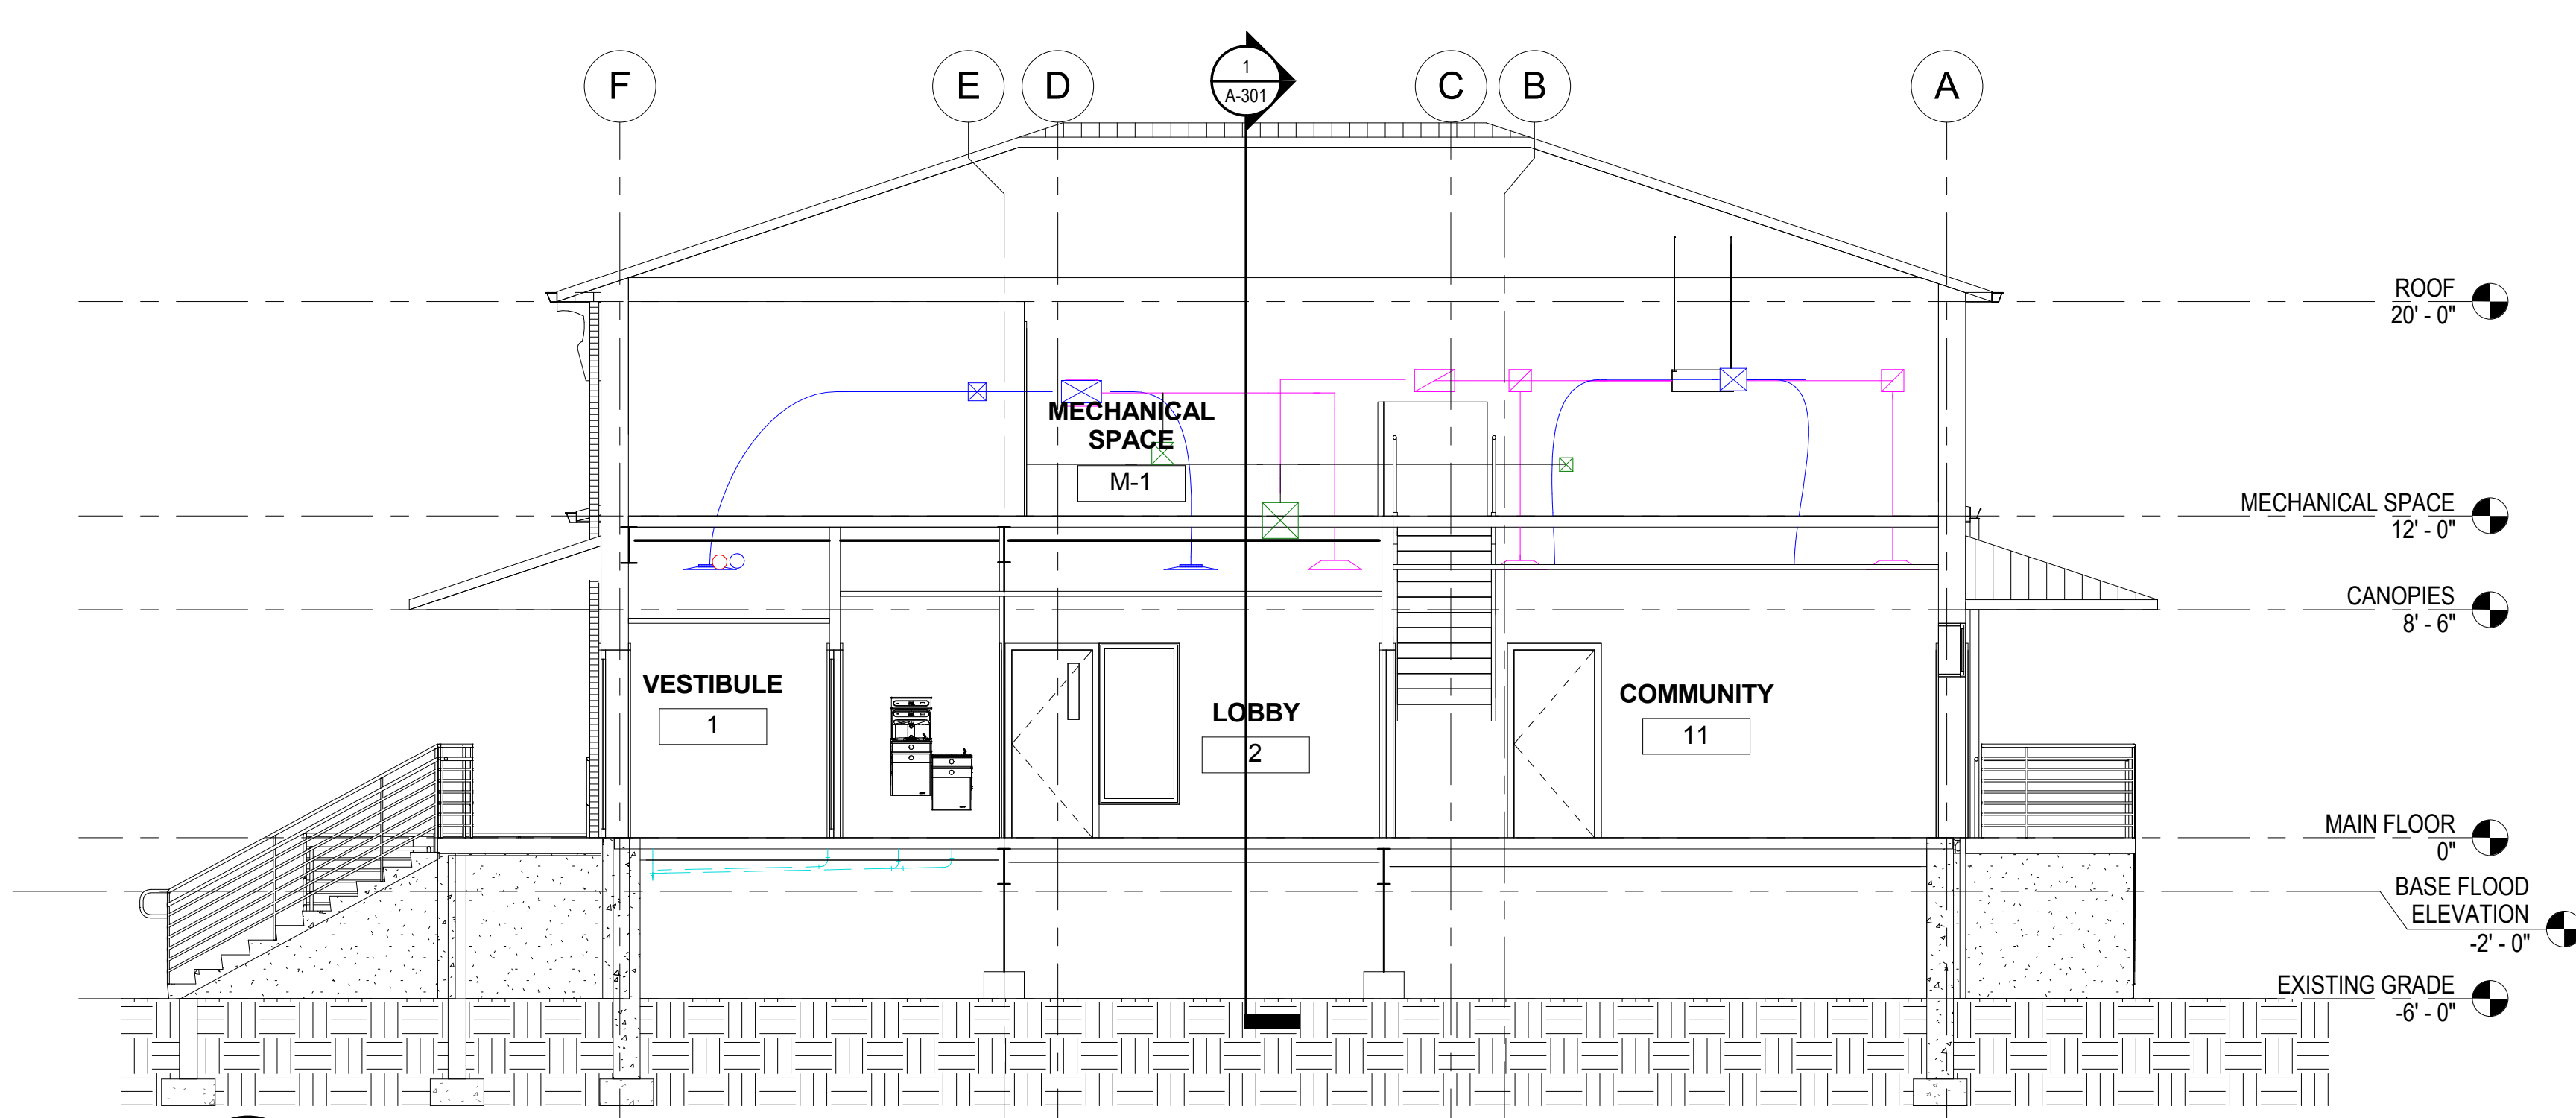 F
E
D
1
A-301
C
B
A
ROOF
20' - 0"
MECHANICAL
SPACE
M-1
MECHANICAL SPACE
12' - 0"
CANOPIES
8' - 6"
VESTIBULE
1
LOBBY
2
COMMUNITY
11
MAIN FLOOR
0"
BASE FLOOD
ELEVATION
-2' - 0"
EXISTING GRADE
-6' - 0"